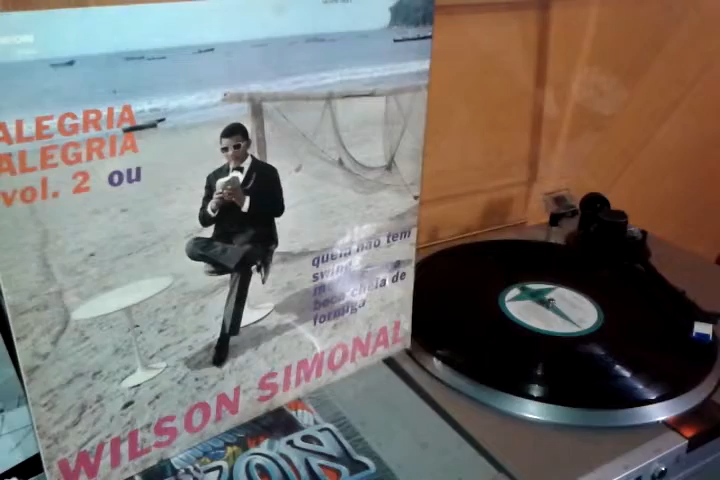 ALEGRIA
ALEGRIA
vol. 2 ou
quem não tem
swing
boca cheia de
formiga
WILSON SIMONAL